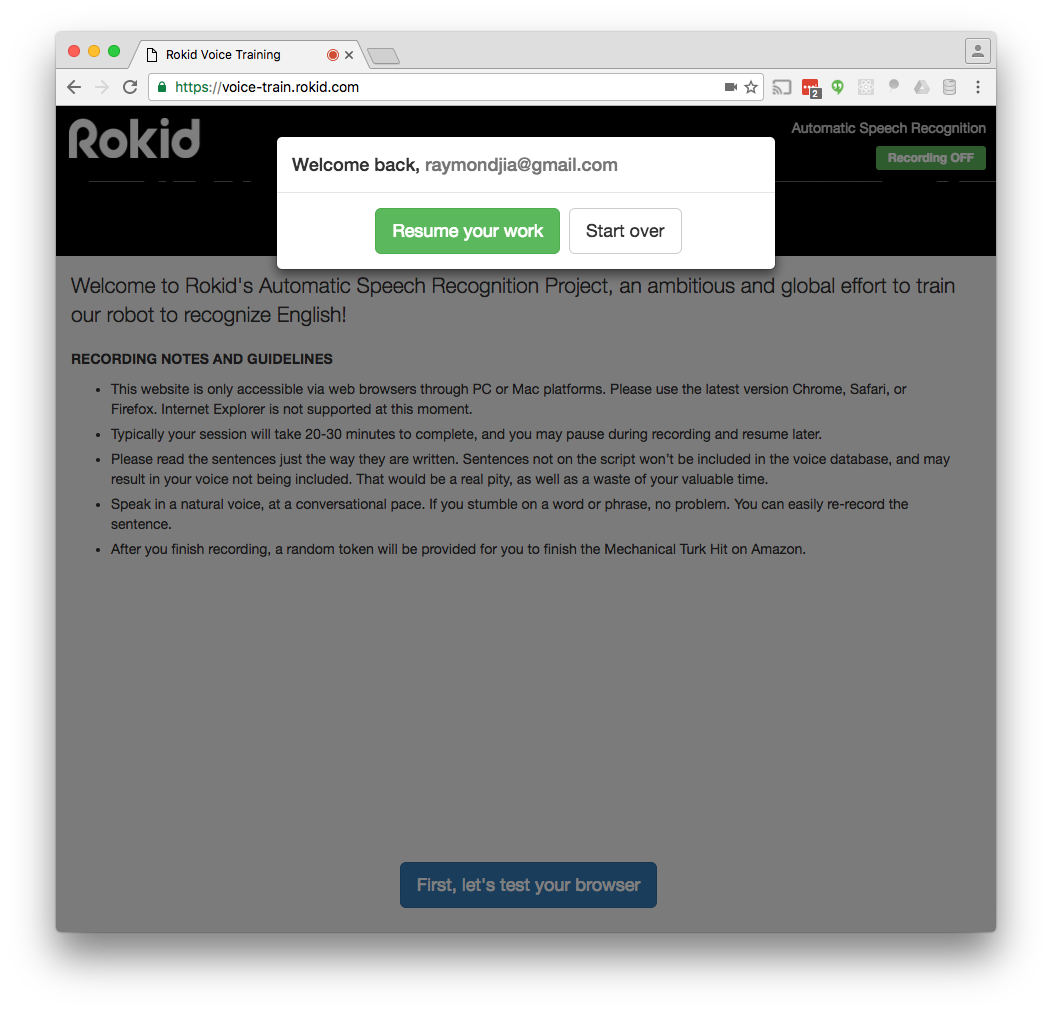 Rokid Voice Training
https://voice-train.rokid.com
2
Rokid
Automatic Speech Recognition
Recording OFF
Welcome back, raymondjia@gmail.com
Resume your work
Start over
Welcome to Rokid's Automatic Speech Recognition Project, an ambitious and global effort to train
our robot to recognize English!
RECORDING NOTES AND GUIDELINES
• This website is only accessible via web browsers through PC or Mac platforms. Please use the latest version Chrome, Safari, or
Firefox. Internet Explorer is not supported at this moment.
• Typically your session will take 20-30 minutes to complete, and you may pause during recording and resume later.
• Please read the sentences just the way they are written. Sentences not on the script won't be included in the voice database, and may
result in your voice not being included. That would be a real pity, as well as a waste of your valuable time.
• Speak in a natural voice, at a conversational pace. If you stumble on a word or phrase, no problem. You can easily re-record the
sentence.
• After you finish recording, a random token will be provided for you to finish the Mechanical Turk Hit on Amazon.
First, let's test your browser